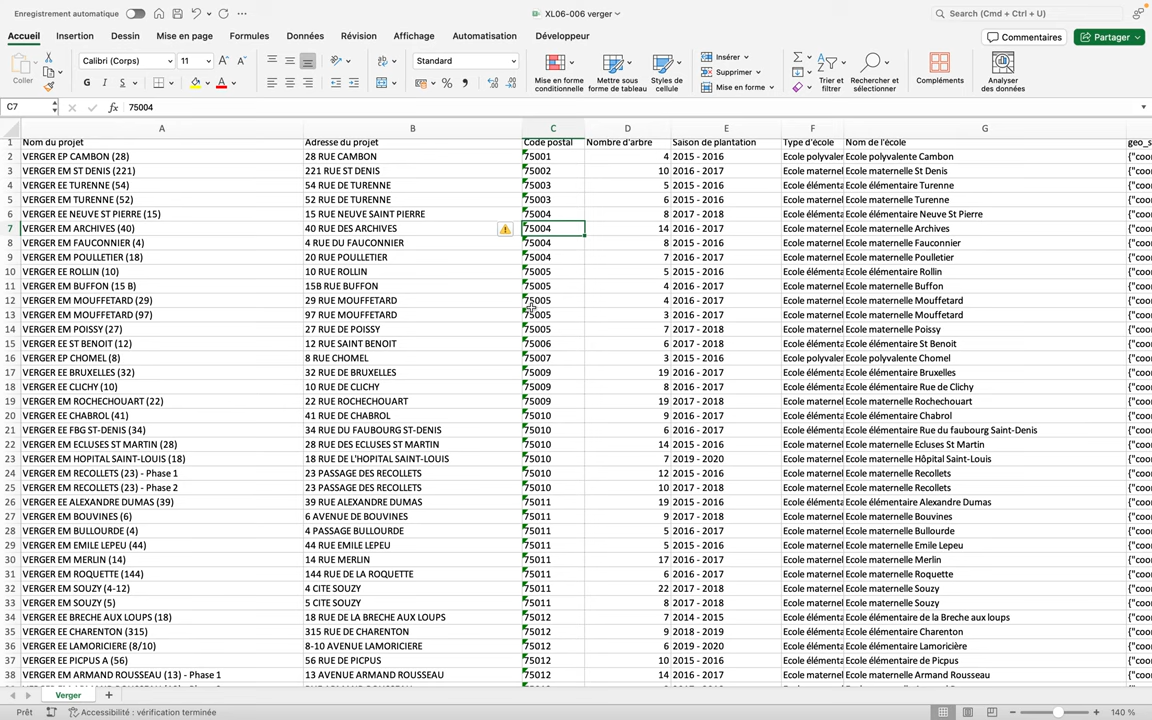 Enregistrement automatique
XL06-006 verger
Search (Cmd + Ctrl + U)
Accueil Insertion Dessin Mise en page Formules Données Révision Affichage Automatisation Développeur
Commentaires Partager
Coller Calibri (Corps) 11 Standard
G I S
Mise en forme conditionnelle Mettre sous forme de tableau Styles de cellule
Insérer
Supprimer
Mise en forme
Trier et filtrer Rechercher et sélectionner Compléments Analyser des données
C7 fx 75004
A B C D E F G
1 Nom du projet Adresse du projet Code postal Nombre d'arbre Saison de plantation Type d'école Nom de l'école geo_s
2 VERGER EP CAMBON (28) 28 RUE CAMBON 75001 4 2015 - 2016 Ecole polyvaler Ecole polyvalente Cambon {"coor
3 VERGER EM ST DENIS (221) 221 RUE ST DENIS 75002 10 2016 - 2017 Ecole maternel Ecole maternelle St Denis {"coor
4 VERGER EE TURENNE (54) 54 RUE DE TURENNE 75003 5 2015 - 2016 Ecole élémenta Ecole élémentaire Turenne {"coor
5 VERGER EM TURENNE (52) 52 RUE DE TURENNE 75003 6 2016 - 2017 Ecole maternel Ecole maternelle Turenne {"coor
6 VERGER EE NEUVE ST PIERRE (15) 15 RUE NEUVE SAINT PIERRE 75004 8 2017 - 2018 Ecole élémenta Ecole élémentaire Neuve St Pierre {"coor
7 VERGER EM ARCHIVES (40) 40 RUE DES ARCHIVES 75004 14 2016 - 2017 Ecole maternel Ecole maternelle Archives {"coor
8 VERGER EM FAUCONNIER (4) 4 RUE DU FAUCONNIER 75004 8 2015 - 2016 Ecole maternel Ecole maternelle Fauconnier {"coor
9 VERGER EM POULLETIER (18) 20 RUE POULLETIER 75004 7 2016 - 2017 Ecole maternel Ecole maternelle Poulletier {"coor
10 VERGER EE ROLLIN (10) 10 RUE ROLLIN 75005 5 2015 - 2016 Ecole élémenta Ecole élémentaire Rollin {"coor
11 VERGER EM BUFFON (15 B) 15B RUE BUFFON 75005 4 2016 - 2017 Ecole maternel Ecole maternelle Buffon {"coor
12 VERGER EM MOUFFETARD (29) 29 RUE MOUFFETARD 75005 4 2016 - 2017 Ecole maternel Ecole maternelle Mouffetard {"coor
13 VERGER EM MOUFFETARD (97) 97 RUE MOUFFETARD 75005 3 2016 - 2017 Ecole maternel Ecole maternelle Mouffetard {"coor
14 VERGER EM POISSY (27) 27 RUE DE POISSY 75005 7 2017 - 2018 Ecole maternel Ecole maternelle Poissy {"coor
15 VERGER EE ST BENOIT (12) 12 RUE SAINT BENOIT 75006 6 2017 - 2018 Ecole élémenta Ecole élémentaire St Benoit {"coor
16 VERGER EP CHOMEL (8) 8 RUE CHOMEL 75007 3 2015 - 2016 Ecole polyvaler Ecole polyvalente Chomel {"coor
17 VERGER EE BRUXELLES (32) 32 RUE DE BRUXELLES 75009 19 2016 - 2017 Ecole élémenta Ecole élémentaire Bruxelles {"coor
18 VERGER EE CLICHY (10) 10 RUE DE CLICHY 75009 8 2016 - 2017 Ecole élémenta Ecole élémentaire Rue de Clichy {"coor
19 VERGER EM ROCHECHOUART (22) 22 RUE ROCHECHOUART 75009 19 2017 - 2018 Ecole maternel Ecole maternelle Rochechouart {"coor
20 VERGER EE CHABROL (41) 41 RUE DE CHABROL 75010 9 2016 - 2017 Ecole élémenta Ecole élémentaire Chabrol {"coor
21 VERGER EE FBG ST-DENIS (34) 34 RUE DU FAUBOURG ST-DENIS 75010 6 2016 - 2017 Ecole élémenta Ecole élémentaire Rue du faubourg Saint-Denis {"coor
22 VERGER EM ECLUSES ST MARTIN (28) 28 RUE DES ECLUSES ST MARTIN 75010 14 2015 - 2016 Ecole maternel Ecole maternelle Ecluses St Martin {"coor
23 VERGER EM HOPITAL SAINT-LOUIS (18) 18 RUE DE L'HOPITAL SAINT-LOUIS 75010 7 2019 - 2020 Ecole maternel Ecole maternelle Hôpital Saint-Louis {"coor
24 VERGER EM RECOLLETS (23) - Phase 1 23 PASSAGE DES RECOLLETS 75010 12 2015 - 2016 Ecole maternel Ecole maternelle Recollets {"coor
25 VERGER EM RECOLLETS (23) - Phase 2 23 PASSAGE DES RECOLLETS 75010 10 2017 - 2018 Ecole maternel Ecole maternelle Recollets {"coor
26 VERGER EE ALEXANDRE DUMAS (39) 39 RUE ALEXANDRE DUMAS 75011 19 2015 - 2016 Ecole élémenta Ecole élémentaire Alexandre Dumas {"coor
27 VERGER EM BOUVINES (6) 6 AVENUE DE BOUVINES 75011 9 2017 - 2018 Ecole maternel Ecole maternelle Bouvines {"coor
28 VERGER EM BULLOURDE (4) 4 PASSAGE BULLOURDE 75011 5 2016 - 2017 Ecole maternel Ecole maternelle Bullourde {"coor
29 VERGER EM EMILE LEPEU (44) 44 RUE EMILE LEPEU 75011 5 2015 - 2016 Ecole maternel Ecole maternelle Emile Lepeu {"coor
30 VERGER EM MERLIN (14) 14 RUE MERLIN 75011 17 2016 - 2017 Ecole maternel Ecole maternelle Merlin {"coor
31 VERGER EM ROQUETTE (144) 144 RUE DE LA ROQUETTE 75011 6 2016 - 2017 Ecole maternel Ecole maternelle Roquette {"coor
32 VERGER EM SOUZY (4-12) 4 CITE SOUZY 75011 22 2017 - 2018 Ecole maternel Ecole maternelle Souzy {"coor
33 VERGER EM SOUZY (5) 5 CITE SOUZY 75011 8 2017 - 2018 Ecole maternel Ecole maternelle Souzy {"coor
34 VERGER EE BRECHE AUX LOUPS (18) 18 RUE DE LA BRECHE AUX LOUPS 75012 7 2014 - 2015 Ecole élémenta Ecole élémentaire de la Breche aux loups {"coor
35 VERGER EE CHARENTON (315) 315 RUE DE CHARENTON 75012 9 2018 - 2019 Ecole élémenta Ecole élémentaire Charenton {"coor
36 VERGER EE LAMORICIERE (8/10) 8-10 AVENUE LAMORICIERE 75012 6 2019 - 2020 Ecole élémenta Ecole élémentaire Lamoricière {"coor
37 VERGER EE PICPUS A (56) 56 RUE DE PICPUS 75012 10 2015 - 2016 Ecole élémenta Ecole élémentaire de Picpus {"coor
38 VERGER EM ARMAND ROUSSEAU (13) - Phase 1 13 AVENUE ARMAND ROUSSEAU 75012 14 2016 - 2017 Ecole maternel Ecole maternelle Armand Rousseau {"coor
Verger
Prêt Accessibilité : vérification terminée 140 %